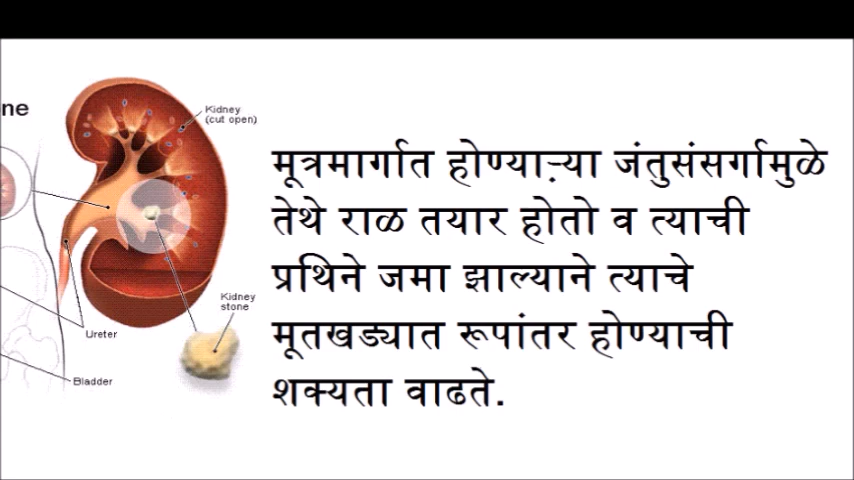 ne
Kidney
(cut open)
मूत्रमार्गात होण्याऱ्या जंतुसंसर्गामुळे
तेथे राळ तयार होतो व त्याची
प्रथिने जमा झाल्याने त्याचे
मूतखड्यात रूपांतर होण्याची
शक्यता वाढते.
Kidney
stone
Ureter
Bladder